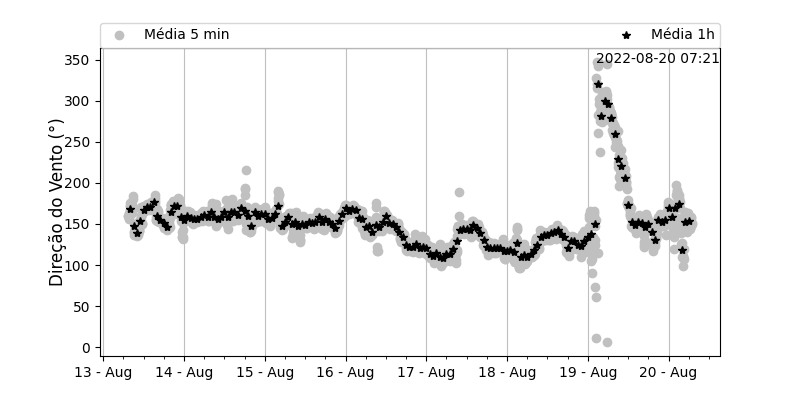 Média 5 min
Média 1h
2022-08-20 07:21
Direção do Vento (°)
350
300
250
200
150
100
50
0
13 - Aug
14 - Aug
15 - Aug
16 - Aug
17 - Aug
18 - Aug
19 - Aug
20 - Aug